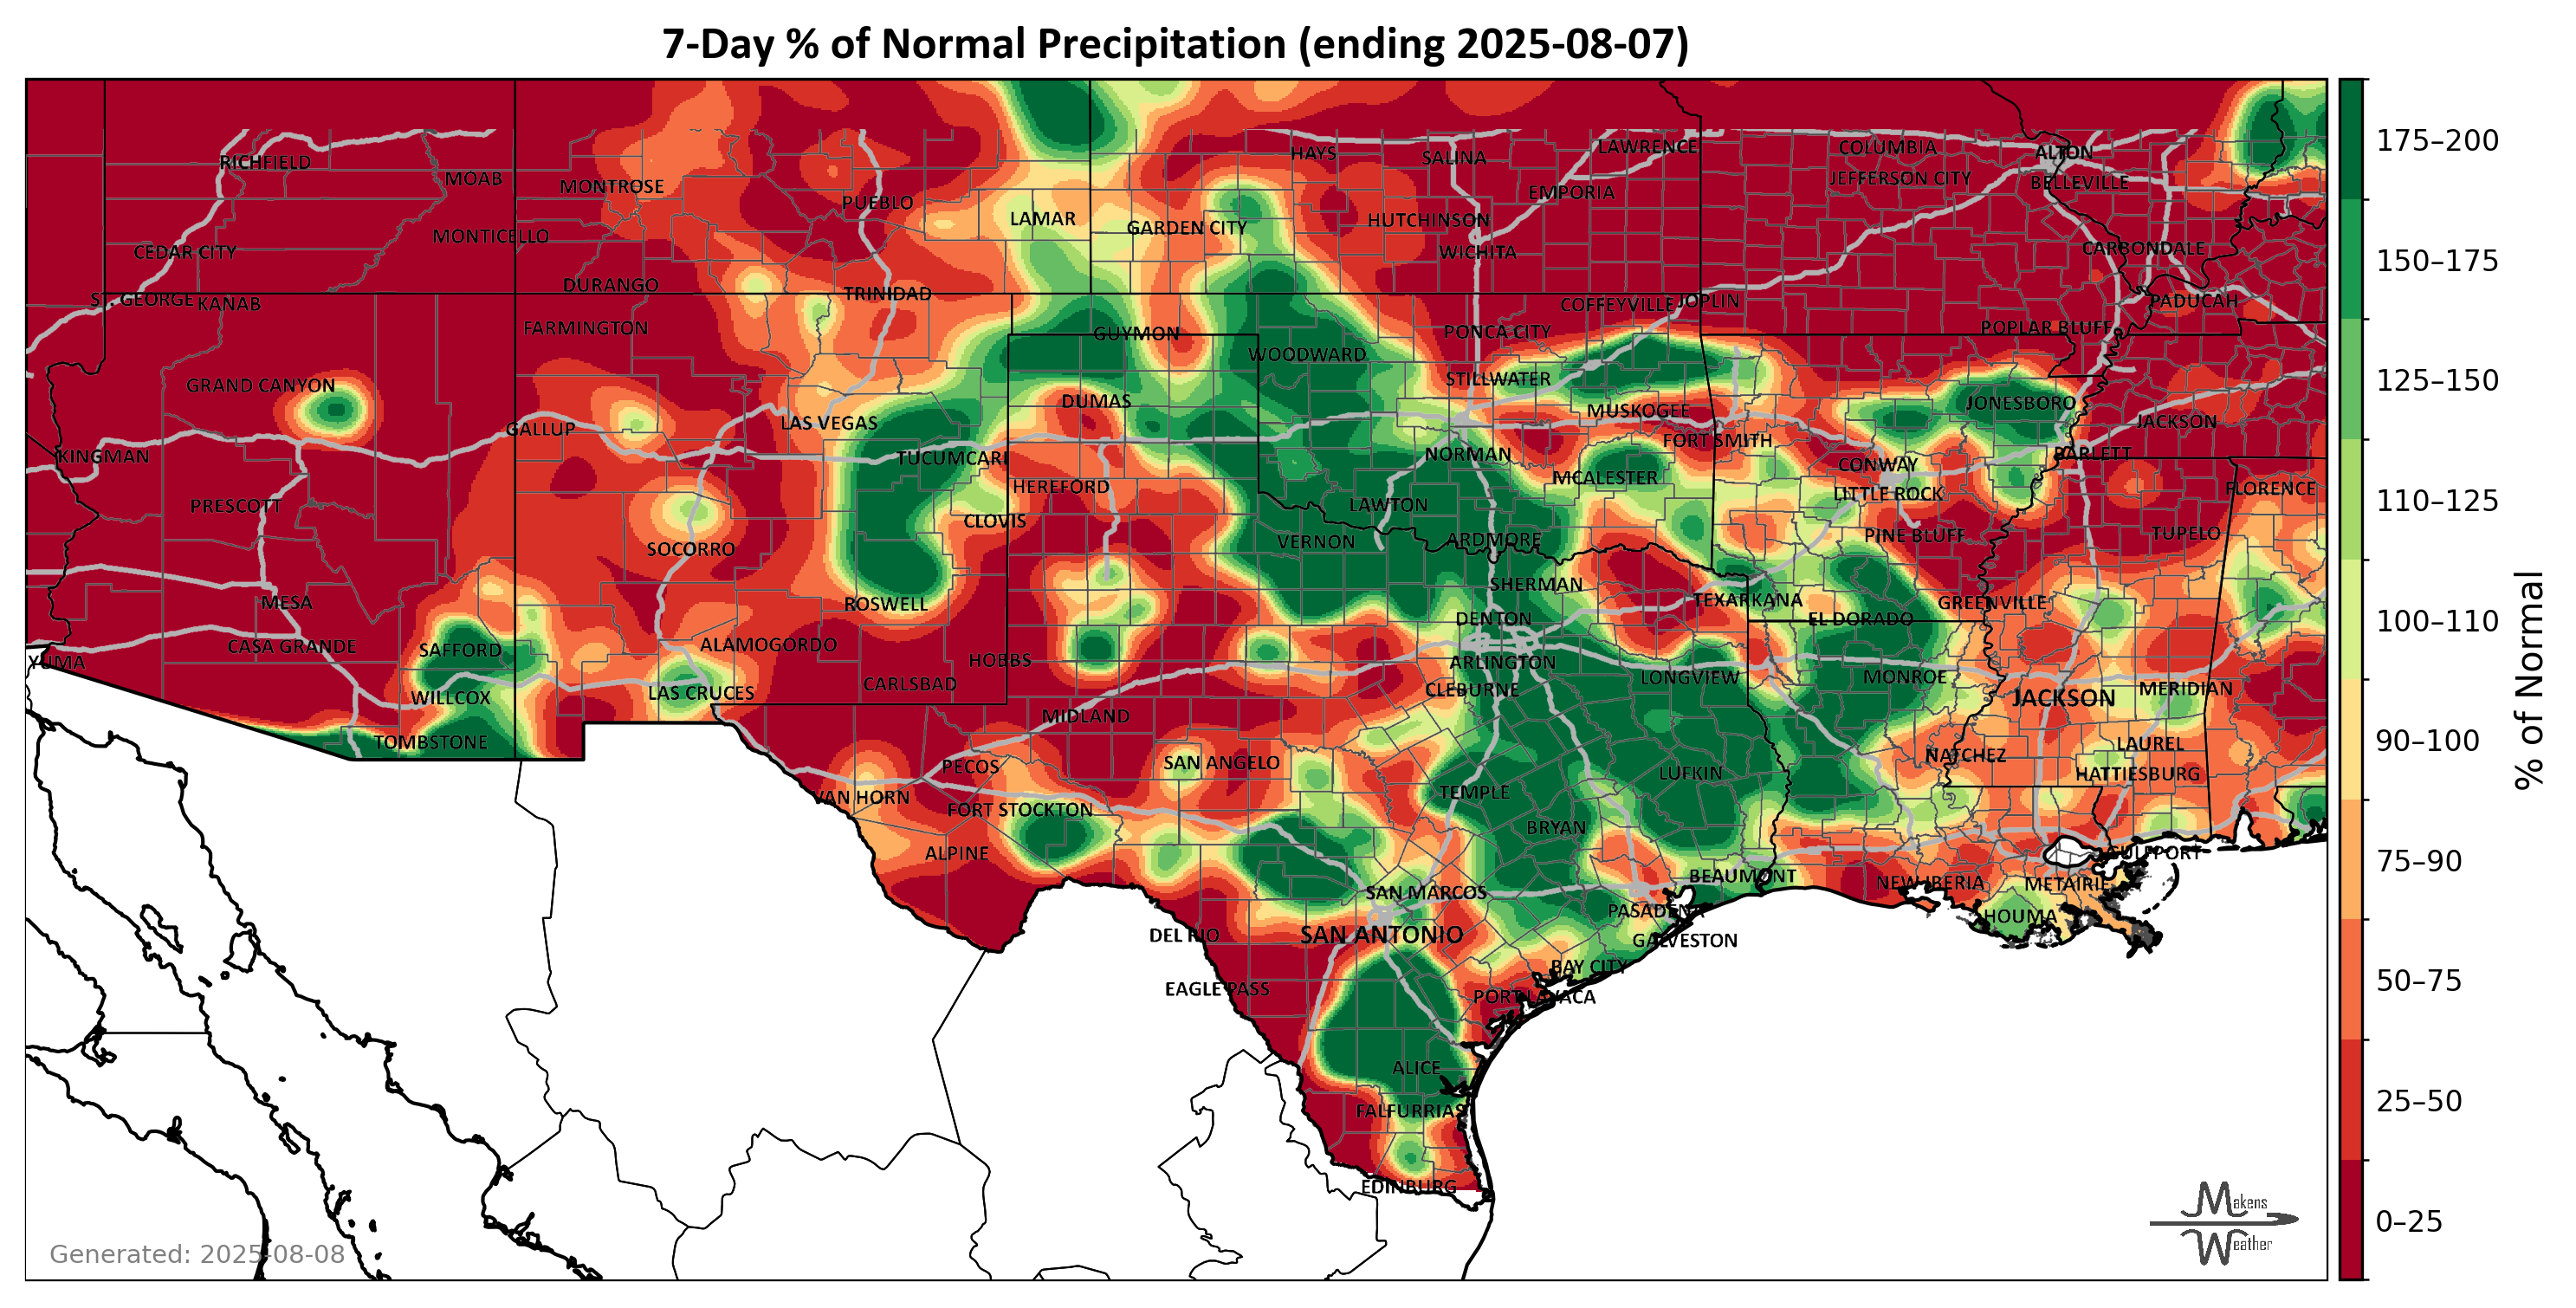 7-Day % of Normal Precipitation (ending 2025-08-07)
HAYS
SALINA
LAWRENCE
COLUMBIA
ALTON
RICHFIELD
MOAB
MONTROSE
EMPORIA
JEFFERSON CITY
BELLEVILLE
PUEBLO
LAMAR
GARDEN CITY
HUTCHINSON
CEDAR CITY
MONTICELLO
WICHITA
CARBONDALE
DURANGO
TRINIDAD
ST. GEORGE
KANAB
COFFEYVILLE
JOPLIN
PADUCAH
FARMINGTON
GUYMON
PONCA CITY
POPLAR BLUFF
WOODWARD
GRAND CANYON
STILLWATER
DUMAS
MUSKOGEE
JONESBORO
GALLUP
LAS VEGAS
JACKSON
KINGMAN
TUCUMCARI
NORMAN
FORT SMITH
CONWAY
BARLETT
HEREFORD
MCALESTER
LITTLE ROCK
FLORENCE
PRESCOTT
CLOVIS
LAWTON
SOCORRO
VERNON
ARDMORE
PINE BLUFF
TUPELO
MESA
ROSWELL
SHERMAN
TEXARKANA
GREENVILLE
CASA GRANDE
SAFFORD
ALAMOGORDO
DENTON
EL DORADO
YUMA
HOBBS
ARLINGTON
WILLCOX
LAS CRUCES
CARLSBAD
CLEBURNE
LONGVIEW
MONROE
JACKSON
MERIDIAN
TOMBSTONE
MIDLAND
NATCHEZ
LAUREL
PECOS
SAN ANGELO
LUFKIN
HATTIESBURG
VAN HORN
FORT STOCKTON
TEMPLE
ALPINE
BRYAN
GULFPORT
SAN MARCOS
BEAUMONT
NEW IBERIA
METAIRIE
DEL RIO
SAN ANTONIO
PASADENA
HOUMA
GALVESTON
EAGLE PASS
BAY CITY
PORT LAVACA
ALICE
FALFURRIAS
EDINBURG
Generated: 2025-08-08
Makens
Weather
175–200
150–175
125–150
110–125
100–110
90–100
75–90
50–75
25–50
0–25
% of Normal